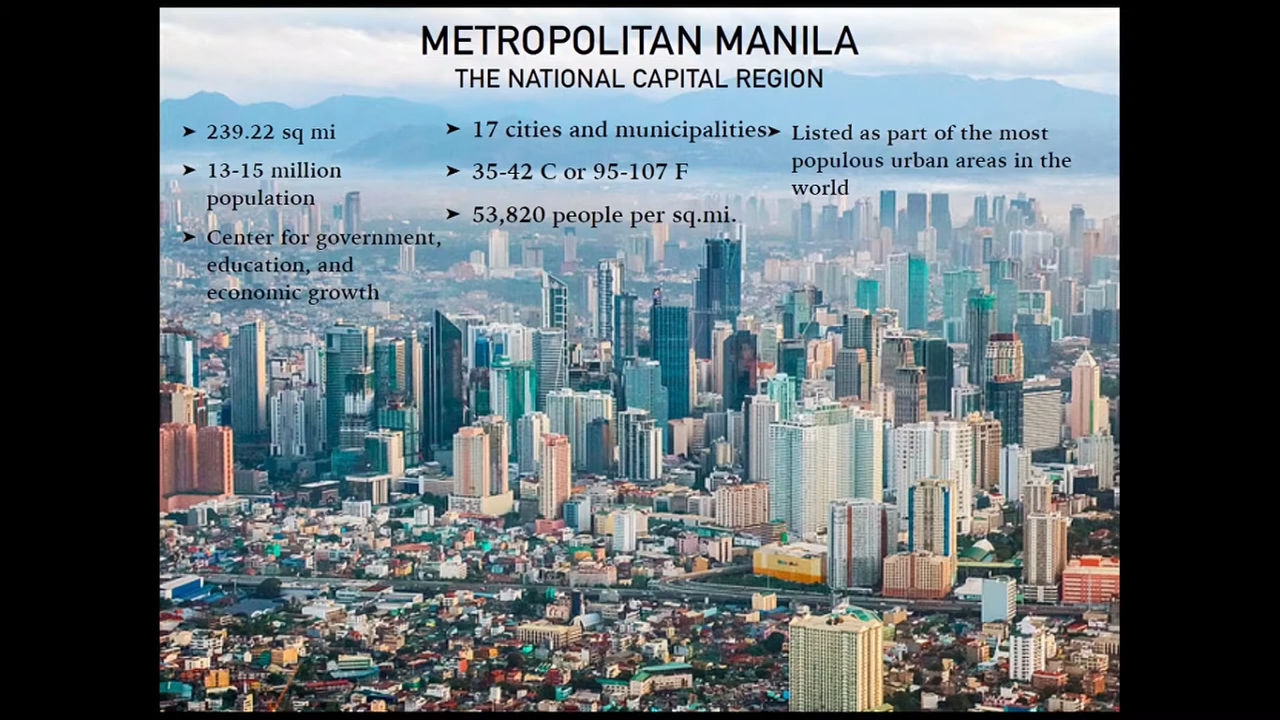 METROPOLITAN MANILA
THE NATIONAL CAPITAL REGION
➤ 239.22 sq mi
➤ 13-15 million
population
➤ Center for government,
education, and
economic growth
➤ 17 cities and municipalities
➤ 35-42 C or 95-107 F
➤ 53,820 people per sq.mi.
➤ Listed as part of the most
populous urban areas in the
world